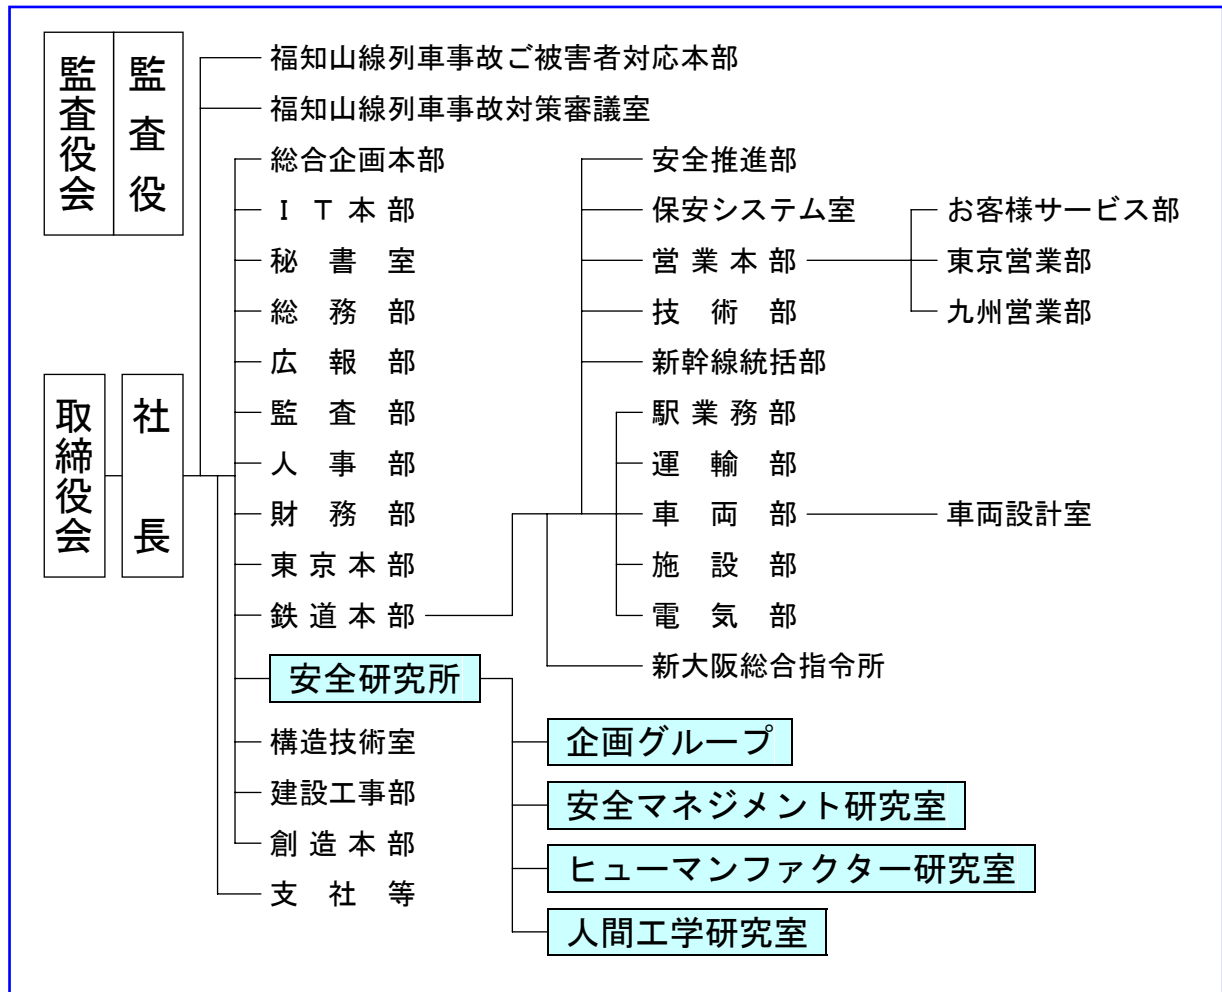 監査役会
監査役
福知山線列車事故ご被害者対応本部
福知山線列車事故対策審議室
取締役会
社長
総合企画本部
ＩＴ本部
秘書室
総務部
広報部
監査部
人事部
財務部
東京本部
鉄道本部
安全研究所
構造技術室
建設工事部
創造本部
支社等
安全推進部
保安システム室
営業本部
技術部
新幹線統括部
駅業務部
運輸部
車両部
施設部
電気部
新大阪総合指令所
お客様サービス部
東京営業部
九州営業部
車両設計室
企画グループ
安全マネジメント研究室
ヒューマンファクター研究室
人間工学研究室